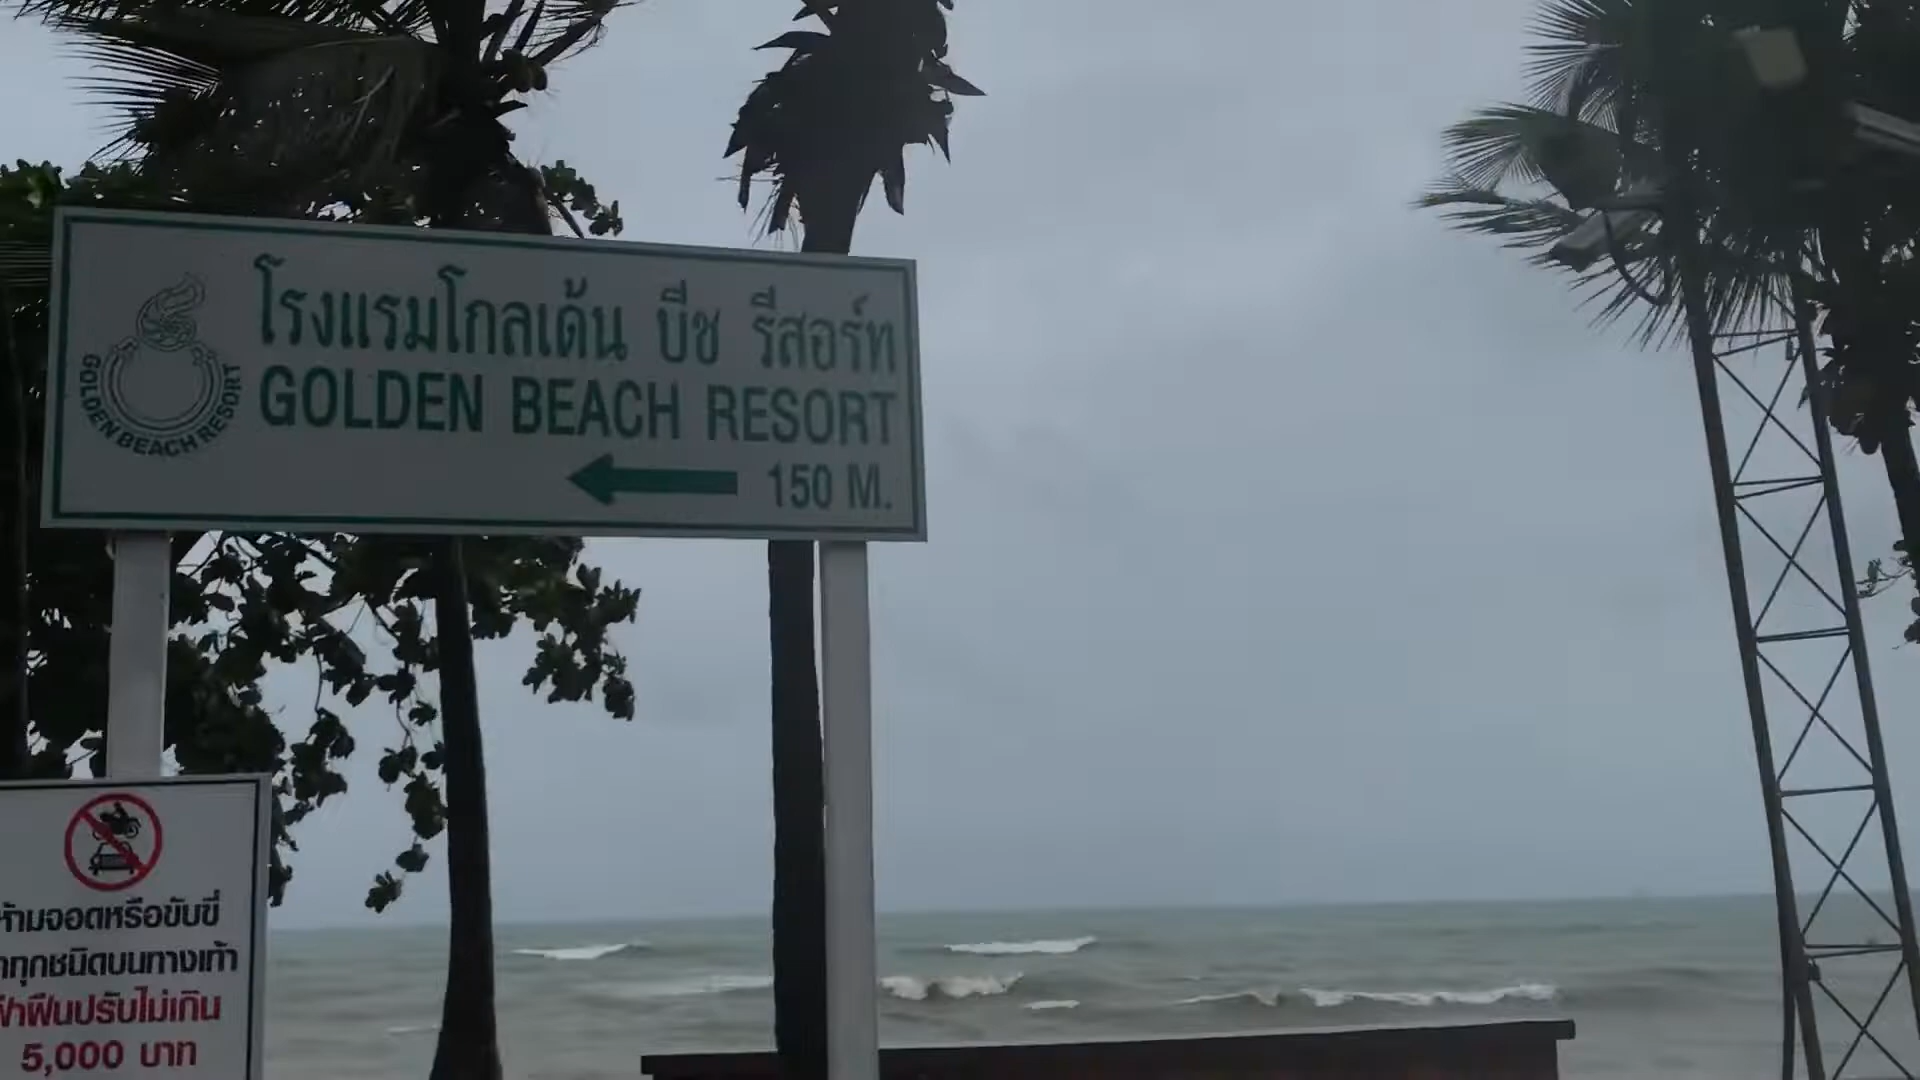 โรงแรมโกลเด้น บีช รีสอร์ท
GOLDEN BEACH RESORT
GOLDEN BEACH RESORT
150 M.
ห้ามจอดหรือขับขี่
ทุกชนิดบนทางเท้า
ฝ่าฝืนปรับไม่เกิน
5,000 บาท